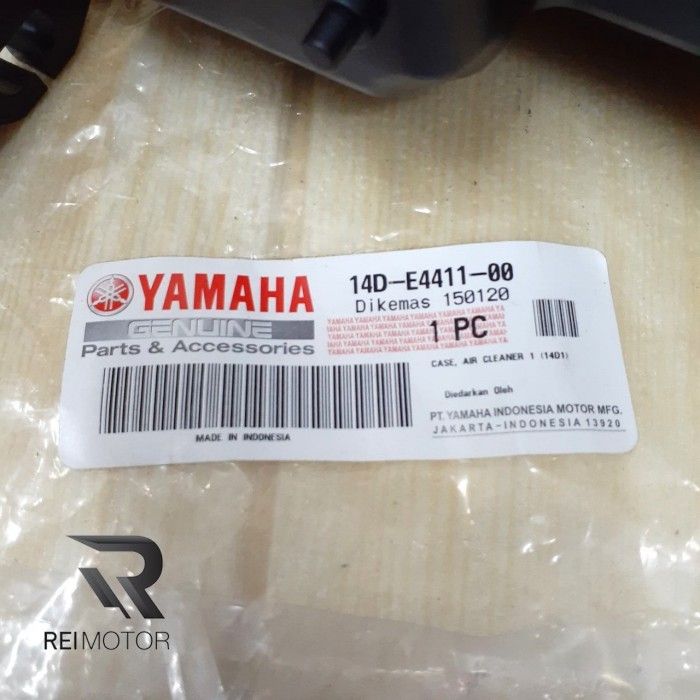 YAMAHA
GENUINE
Parts & Accessories
MADE IN INDONESIA
14D-E4411-00
Dikemas 150120
1 PC
CASE, AIR CLEANER 1 (14D1)
Diedarkan Oleh
PT. YAMAHA INDONESIA MOTOR MFG.
JAKARTA-INDONESIA 13920
REIMOTOR